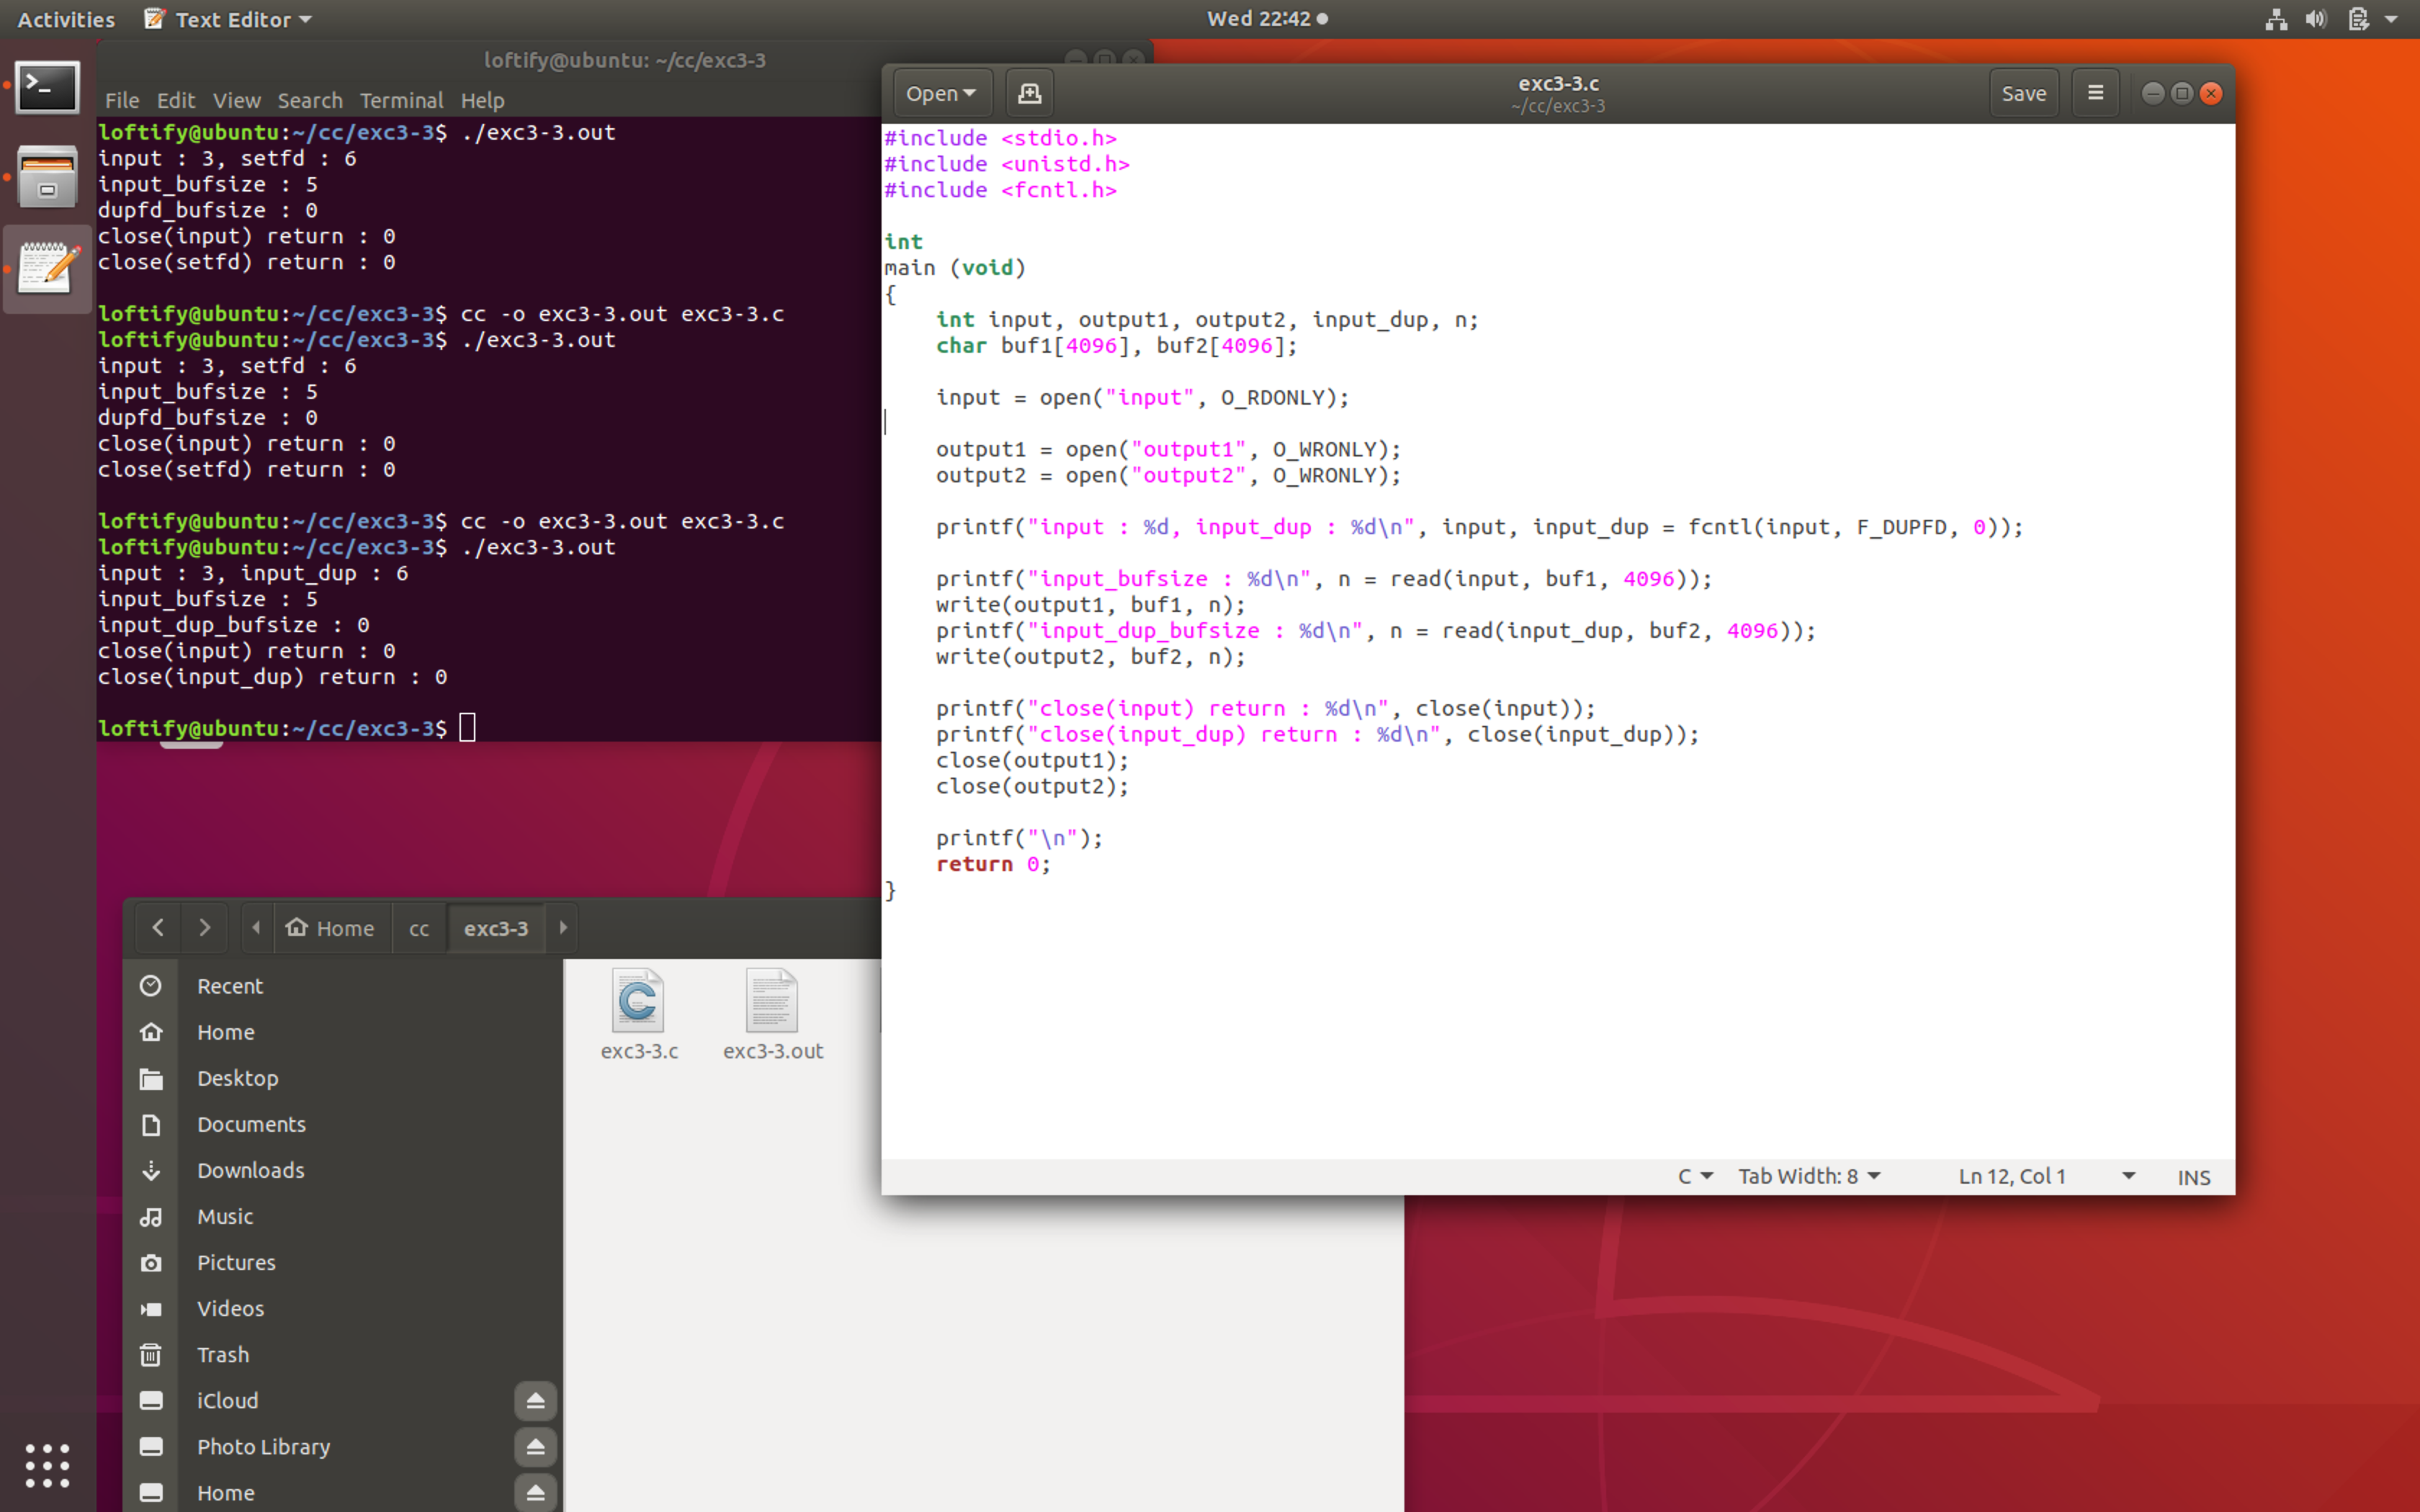 Activities Text Editor Wed 22:42
loftify@ubuntu: ~/cc/exc3-3
File Edit View Search Terminal Help
loftify@ubuntu:~/cc/exc3-3$ ./exc3-3.out
input : 3, setfd : 6
input_bufsize : 5
dupfd_bufsize : 0
close(input) return : 0
close(setfd) return : 0
loftify@ubuntu:~/cc/exc3-3$ cc -o exc3-3.out exc3-3.c
loftify@ubuntu:~/cc/exc3-3$ ./exc3-3.out
input : 3, setfd : 6
input_bufsize : 5
dupfd_bufsize : 0
close(input) return : 0
close(setfd) return : 0
loftify@ubuntu:~/cc/exc3-3$ cc -o exc3-3.out exc3-3.c
loftify@ubuntu:~/cc/exc3-3$ ./exc3-3.out
input : 3, input_dup : 6
input_bufsize : 5
input_dup_bufsize : 0
close(input) return : 0
close(input_dup) return : 0
loftify@ubuntu:~/cc/exc3-3$
Open exc3-3.c Save
~/cc/exc3-3
#include <stdio.h>
#include <unistd.h>
#include <fcntl.h>
int
main (void)
{
int input, output1, output2, input_dup, n;
char buf1[4096], buf2[4096];
input = open("input", O_RDONLY);
output1 = open("output1", O_WRONLY);
output2 = open("output2", O_WRONLY);
printf("input : %d, input_dup : %d\n", input, input_dup = fcntl(input, F_DUPFD, 0));
printf("input_bufsize : %d\n", n = read(input, buf1, 4096));
write(output1, buf1, n);
printf("input_dup_bufsize : %d\n", n = read(input_dup, buf2, 4096));
write(output2, buf2, n);
printf("close(input) return : %d\n", close(input));
printf("close(input_dup) return : %d\n", close(input_dup));
close(output1);
close(output2);
printf("\n");
return 0;
}
C Tab Width: 8 Ln 12, Col 1 INS
Home cc exc3-3
Recent
Home
Desktop
Documents
Downloads
Music
Pictures
Videos
Trash
iCloud
Photo Library
Home
exc3-3.c exc3-3.out